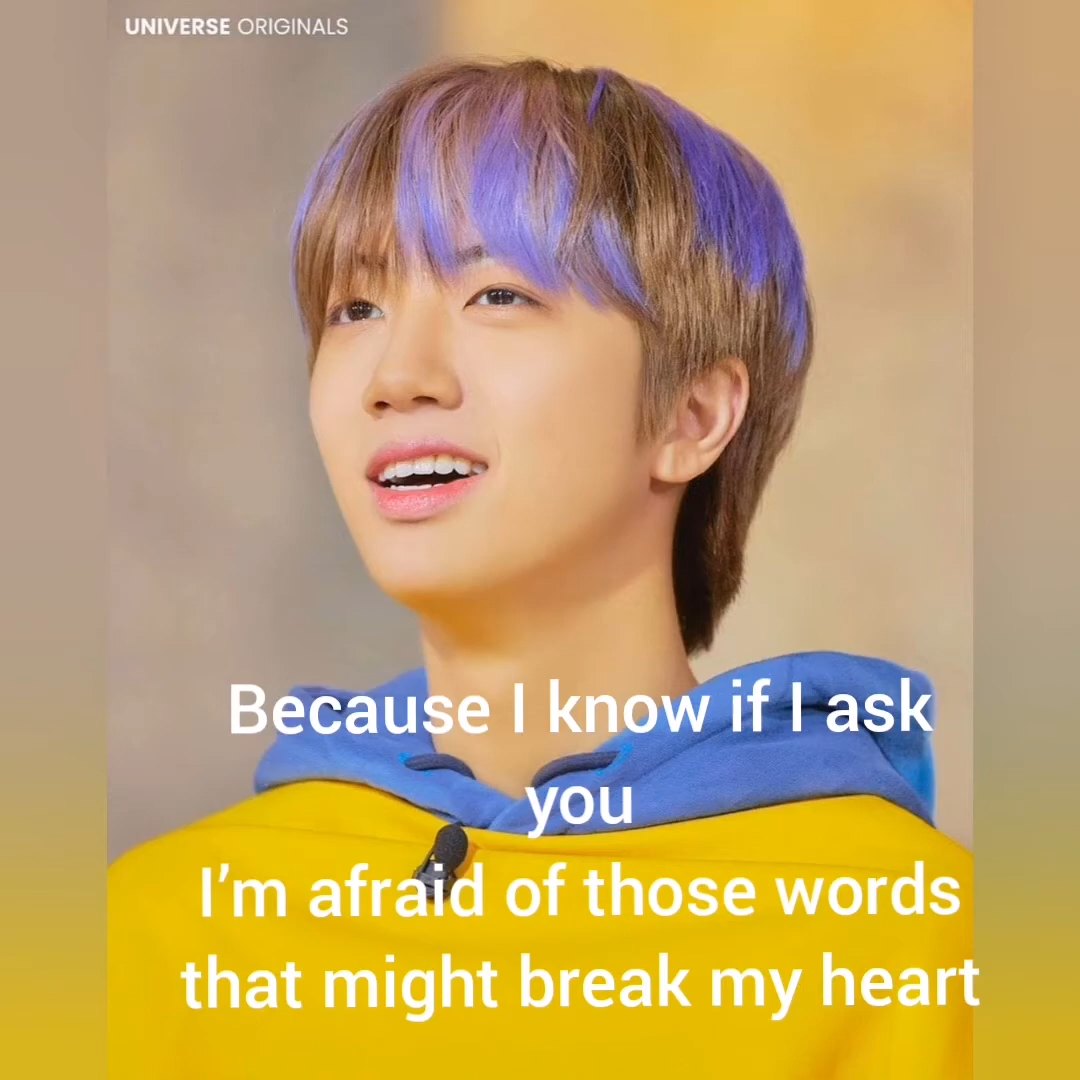 UNIVERSE ORIGINALS
Because I know if I ask
you
I’m afraid of those words
that might break my heart